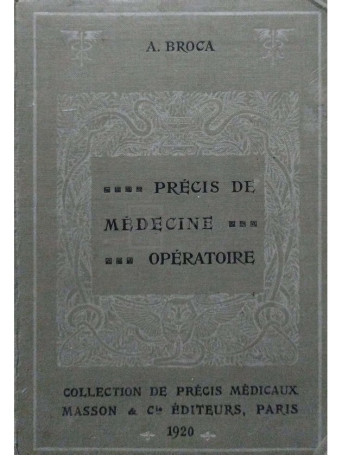 A. BROCA
PRÉCIS DE
MÉDECINE
OPÉRATOIRE
COLLECTION DE PRÉCIS MÉDICAUX
MASSON & Cie ÉDITEURS, PARIS
1920